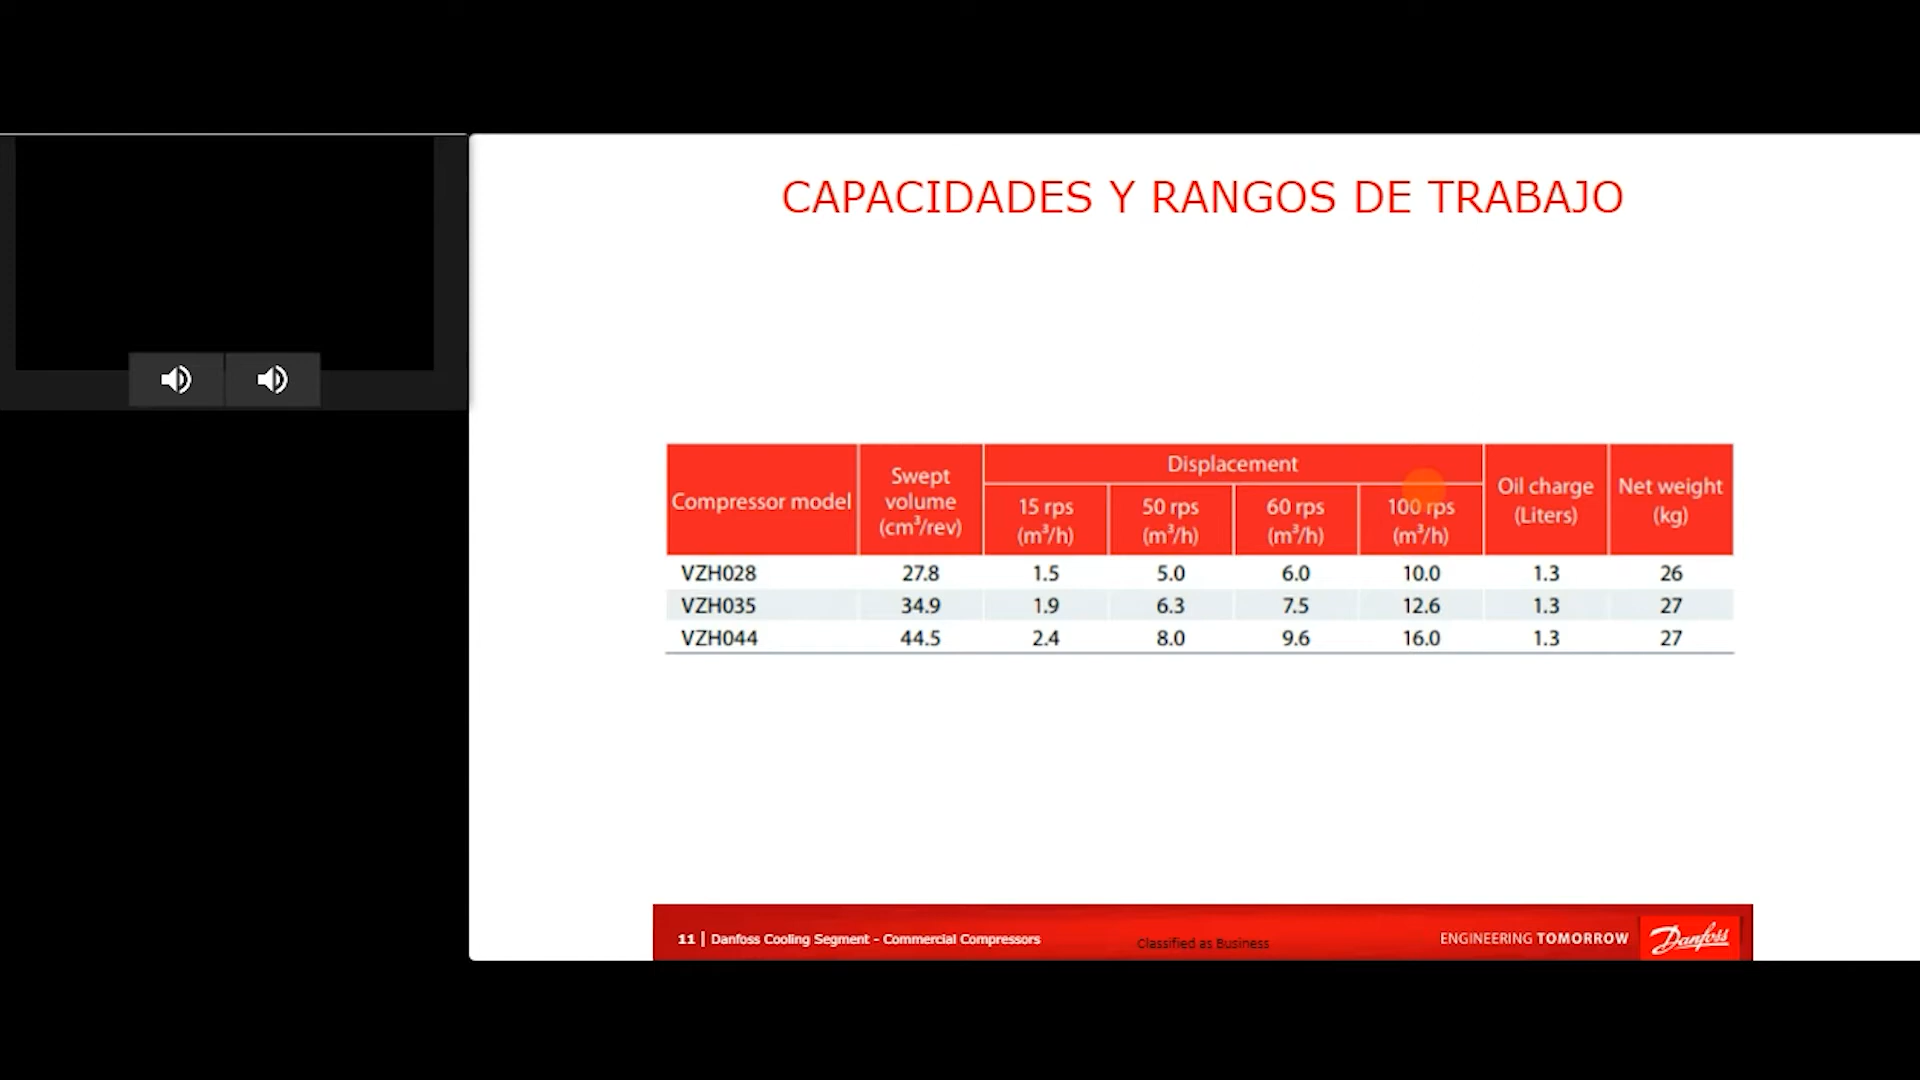 CAPACIDADES Y RANGOS DE TRABAJO
Compressor model
Swept
volume
(cm³/rev)
Displacement
15 rps
(m³/h)
50 rps
(m³/h)
60 rps
(m³/h)
100 rps
(m³/h)
Oil charge
(Liters)
Net weight
(kg)
VZH028 27.8 1.5 5.0 6.0 10.0 1.3 26
VZH035 34.9 1.9 6.3 7.5 12.6 1.3 27
VZH044 44.5 2.4 8.0 9.6 16.0 1.3 27
11 | Danfoss Cooling Segment - Commercial Compressors
Classified as Business
ENGINEERING TOMORROW
Danfoss